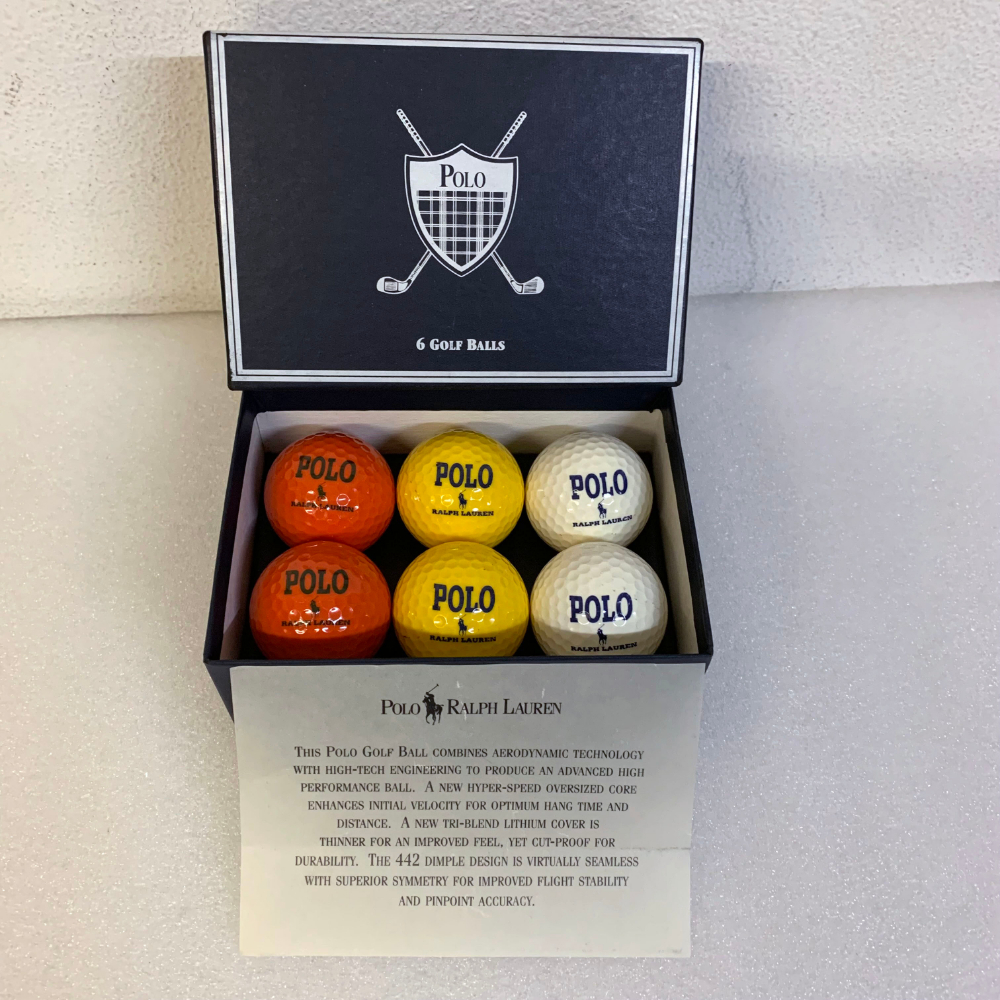 POLO
6 GOLF BALLS
POLO
RALPH LAUREN
POLO
RALPH LAUREN
POLO
RALPH LAUREN
POLO
RALPH LAUREN
POLO
RALPH LAUREN
POLO
RALPH LAUREN
POLO RALPH LAUREN
THIS POLO GOLF BALL COMBINES AERODYNAMIC TECHNOLOGY
WITH HIGH-TECH ENGINEERING TO PRODUCE AN ADVANCED HIGH
PERFORMANCE BALL. A NEW HYPER-SPEED OVERSIZED CORE
ENHANCES INITIAL VELOCITY FOR OPTIMUM HANG TIME AND
DISTANCE. A NEW TRI-BLEND LITHIUM COVER IS
THINNER FOR AN IMPROVED FEEL, YET CUT-PROOF FOR
DURABILITY. THE 442 DIMPLE DESIGN IS VIRTUALLY SEAMLESS
WITH SUPERIOR SYMMETRY FOR IMPROVED FLIGHT STABILITY
AND PINPOINT ACCURACY.